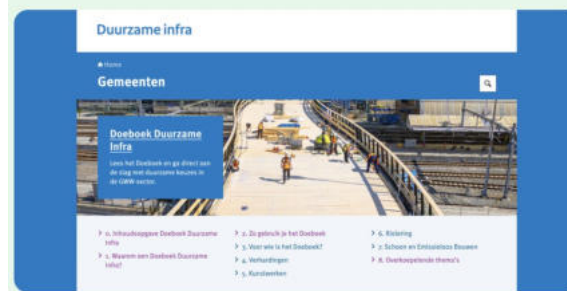 Duurzame infra
Home
Gemeenten
Doeboek Duurzame
Infra
Lees het Doeboek en ga direct aan
de slag met duurzame keuzes in
de GWW-sector.
0. Inhoudsopgave Doeboek Duurzame
Infra
1. Waarom een Doeboek Duurzame
Infra?
2. Zo gebruik je het Doeboek
3. Voor wie is het Doeboek?
4. Verhardingen
5. Kunstwerken
6. Riolering
7. Schoon en Emissieloos Bouwen
8. Overkoepelende thema's